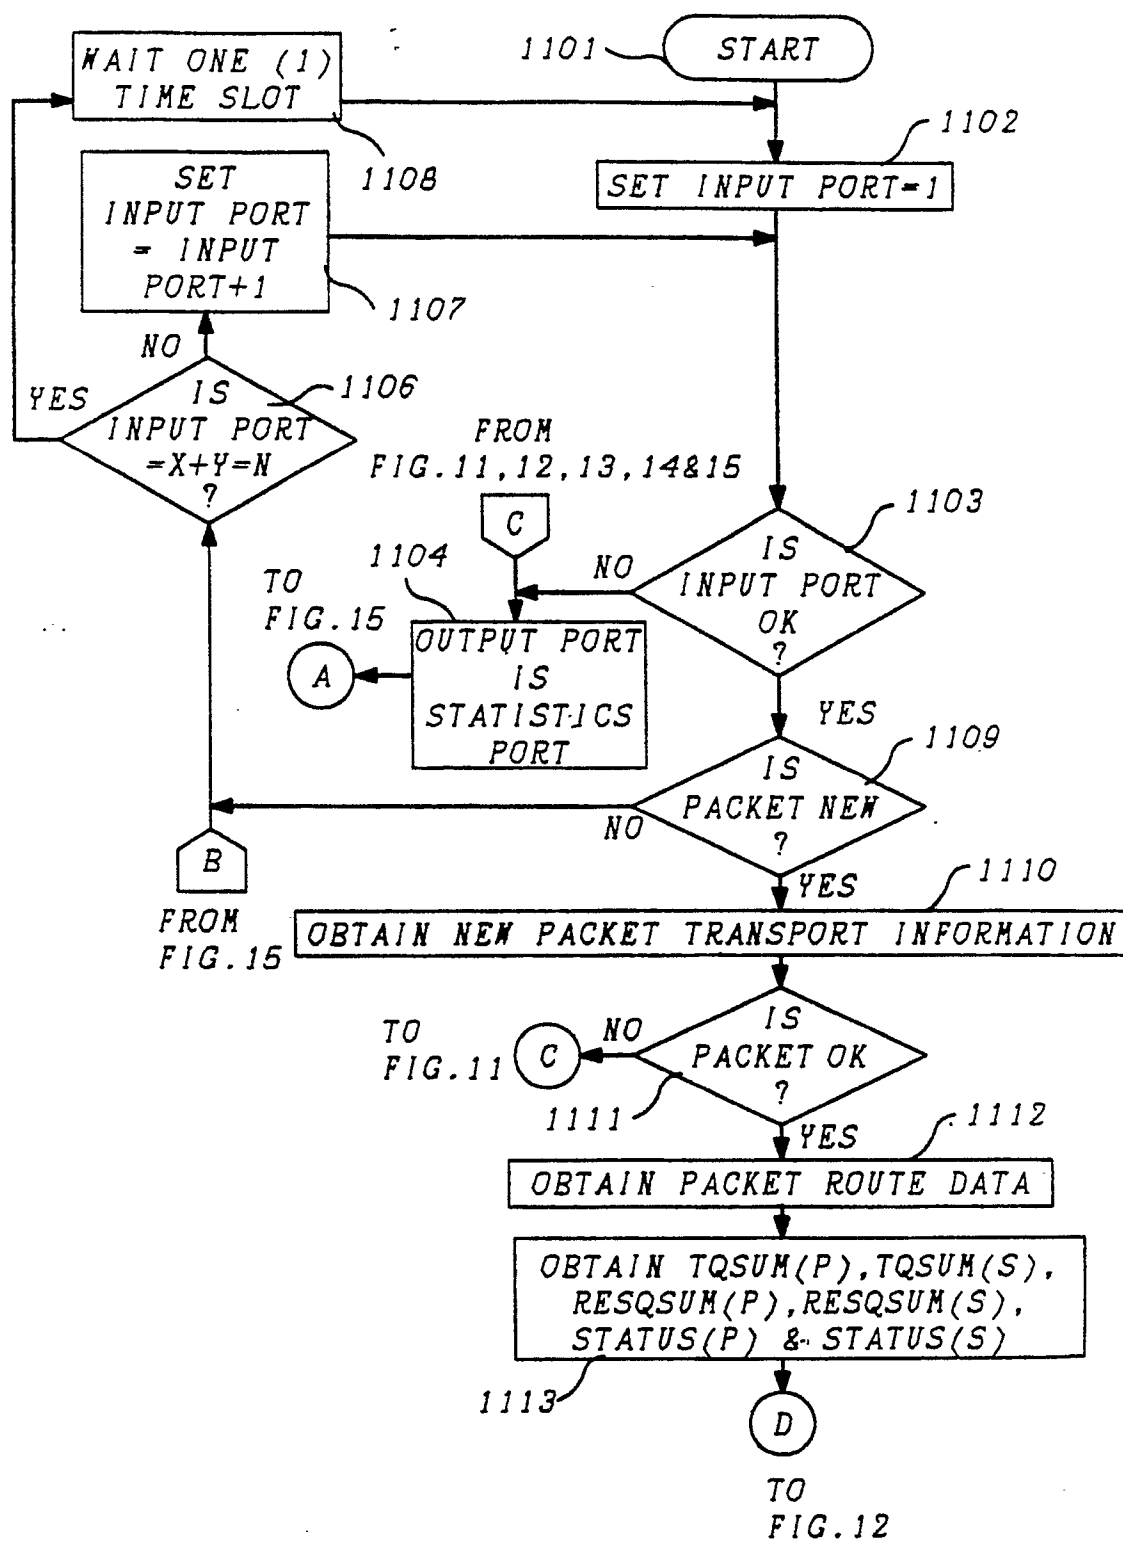 1101
START
WAIT ONE (1)
TIME SLOT
1108
1102
SET INPUT PORT=1
SET
INPUT PORT
= INPUT
PORT+1
1107
NO
YES
IS
INPUT PORT
=X+Y=N
?
1106
FROM
FIG.11,12,13,14&15
C
1103
IS
INPUT PORT
OK
?
NO
1104
TO
FIG.15
A
OUTPUT PORT
IS
STATISTICS
PORT
YES
1109
IS
PACKET NEW
?
NO
B
FROM
FIG.15
YES
1110
OBTAIN NEW PACKET TRANSPORT INFORMATION
IS
PACKET OK
?
NO
TO
FIG.11
C
1111
YES
1112
OBTAIN PACKET ROUTE DATA
OBTAIN TQSUM(P),TQSUM(S),
RESQSUM(P),RESQSUM(S),
STATUS(P) & STATUS(S)
1113
D
TO
FIG.12